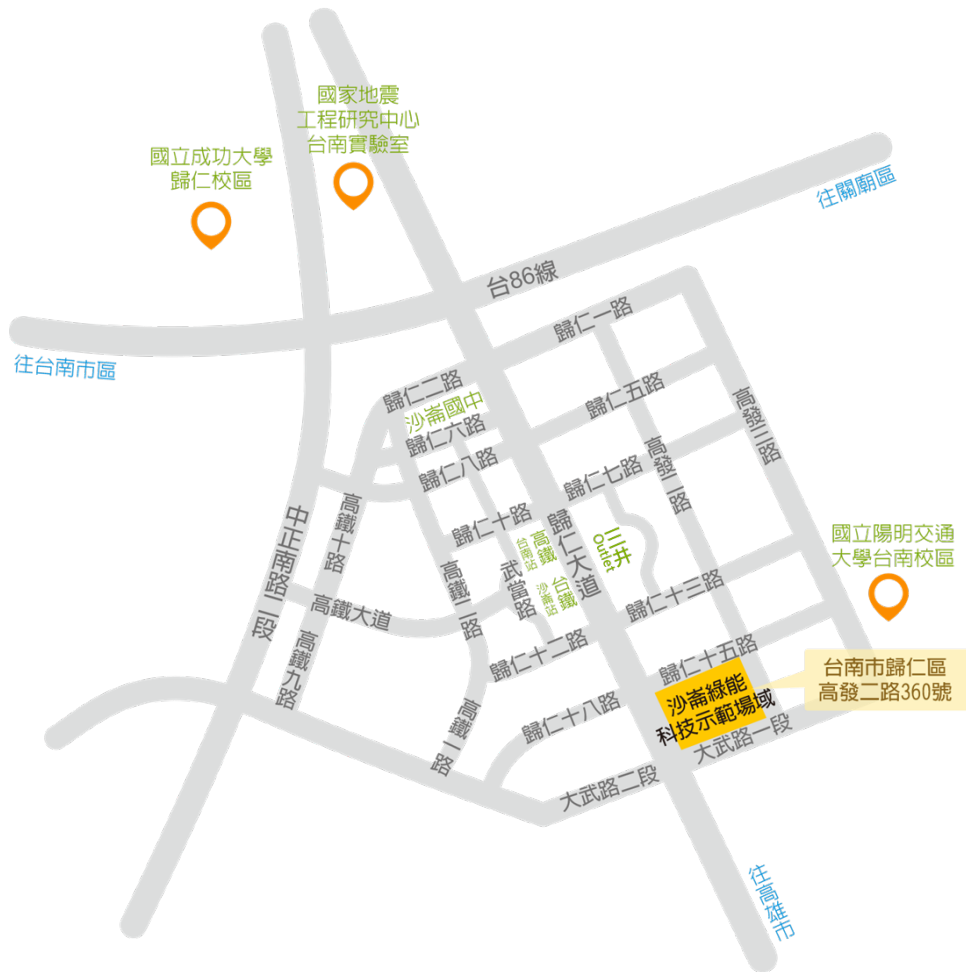 國家地震
工程研究中心
台南實驗室
國立成功大學
歸仁校區
往關廟區
台86線
往台南市區
歸仁一路
歸仁二路
沙崙國中
歸仁五路
歸仁六路
高發三路
歸仁八路
高發二路
歸仁七路
高鐵十路
中正南路二段
歸仁十路
歸仁大道
高鐵
台南站
三井
Outlet
國立陽明交通
大學台南校區
武當路
台鐵
沙崙站
高鐵二路
高鐵大道
歸仁十三路
高鐵九路
歸仁十二路
歸仁十五路
台南市歸仁區
高發二路360號
沙崙綠能
科技示範場域
歸仁十八路
高鐵一路
大武路一段
大武路二段
往高雄市